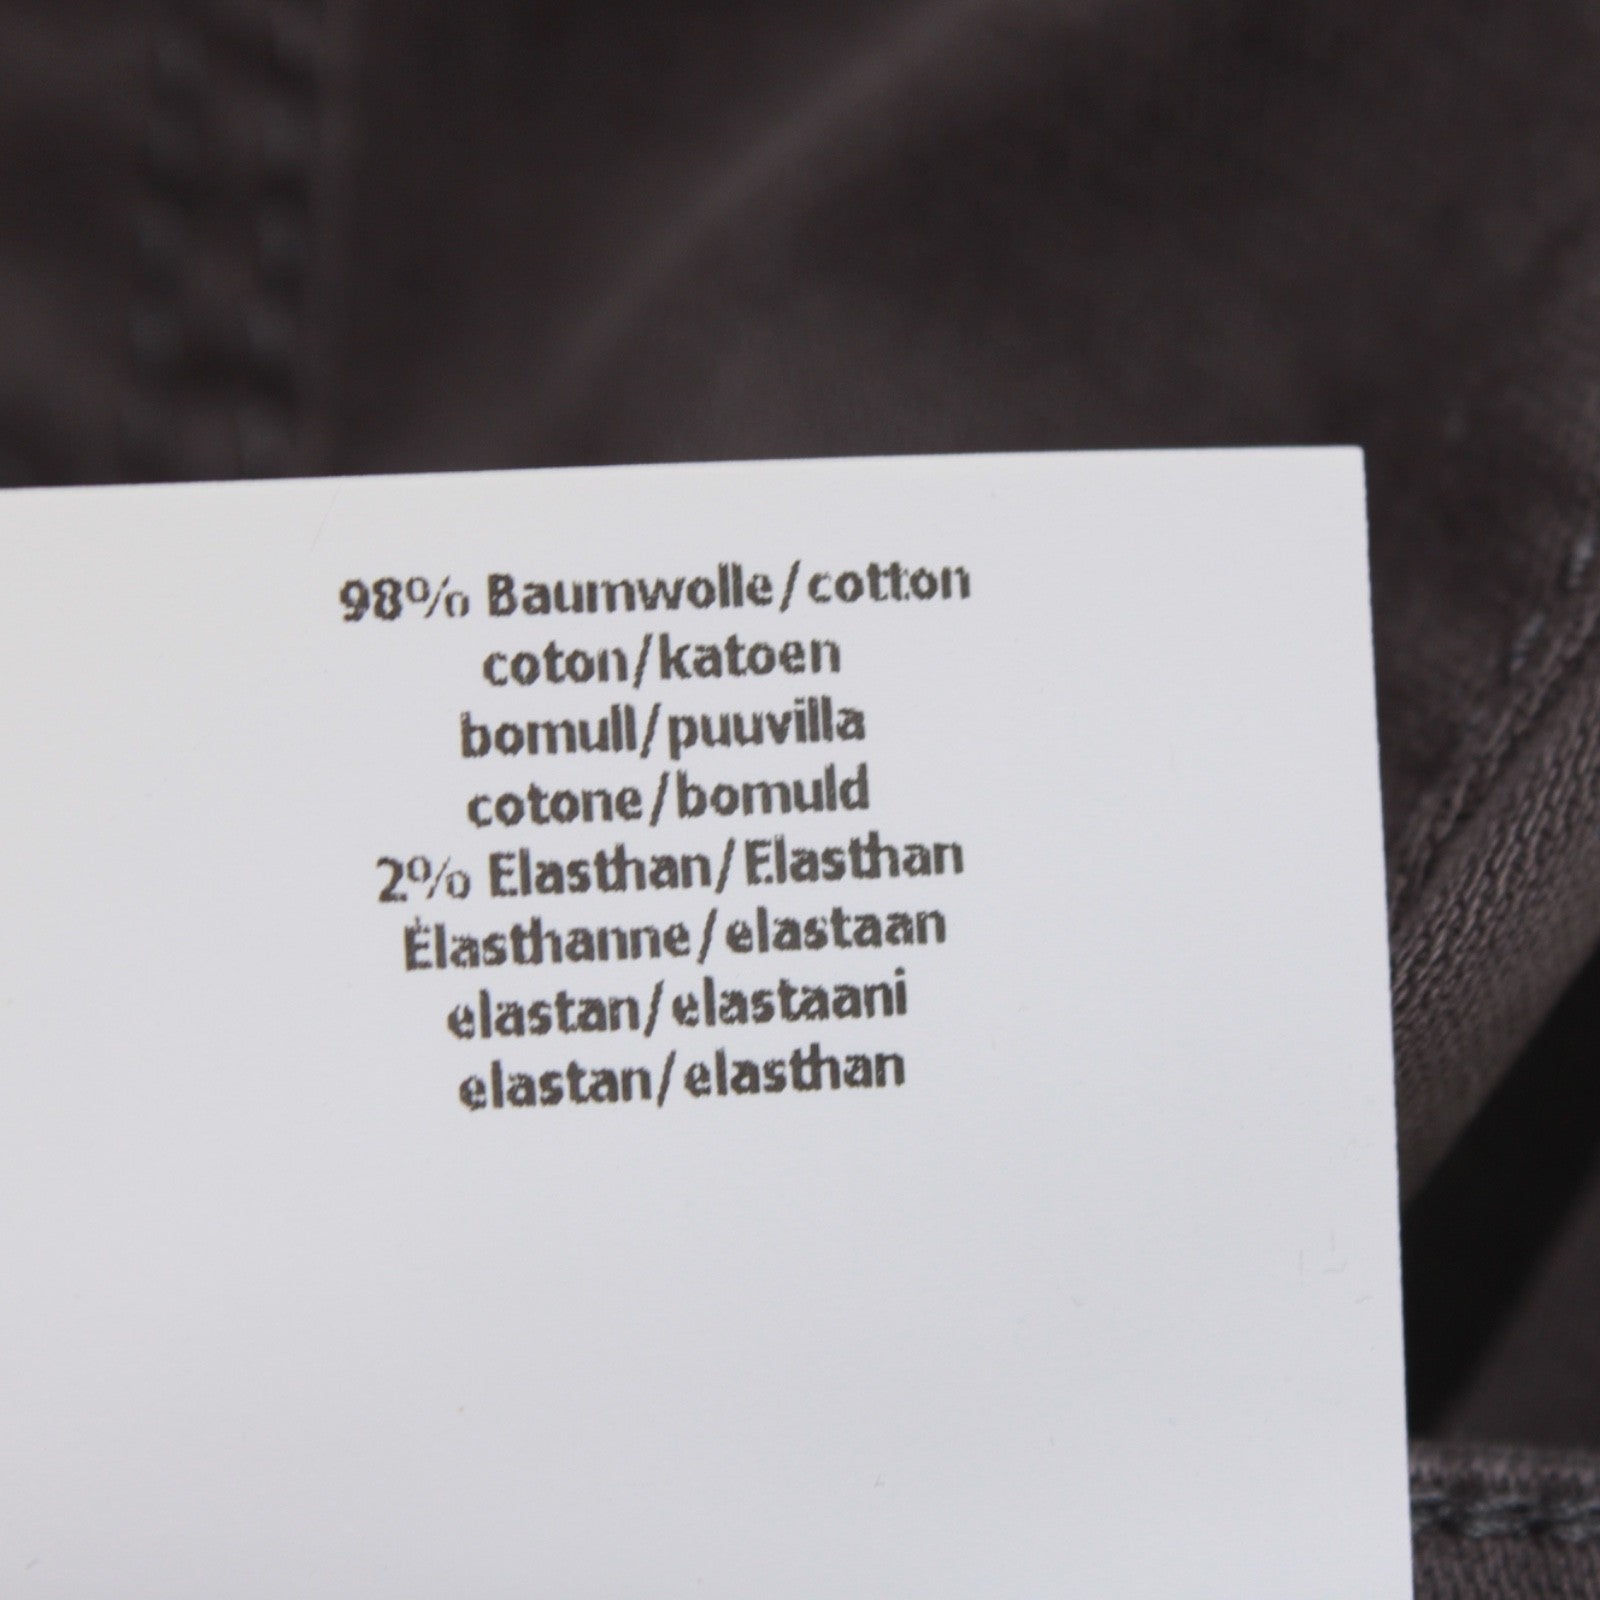 98% Baumwolle/cotton
coton/katoen
bomull/puuvilla
cotone/bomuld
2% Elasthan/Elasthan
Élasthanne/elastaan
elastan/elastaani
elastan/elasthan